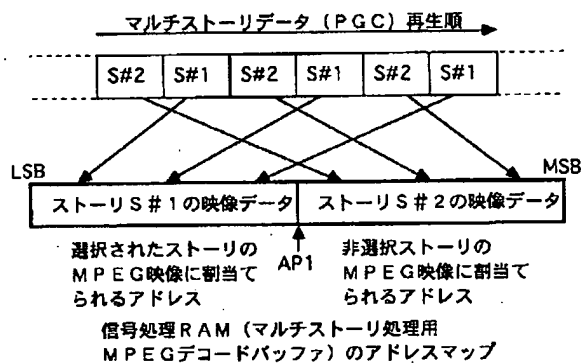 マルチストーリデータ（PGC）再生順
S#2 S#1 S#2 S#1 S#2 S#1
LSB MSB
ストーリS#1の映像データ ストーリS#2の映像データ
選択されたストーリの
MPEG映像に割当て
られるアドレス
AP1
非選択ストーリの
MPEG映像に割当て
られるアドレス
信号処理RAM（マルチストーリ処理用
MPEGデコードバッファ）のアドレスマップ